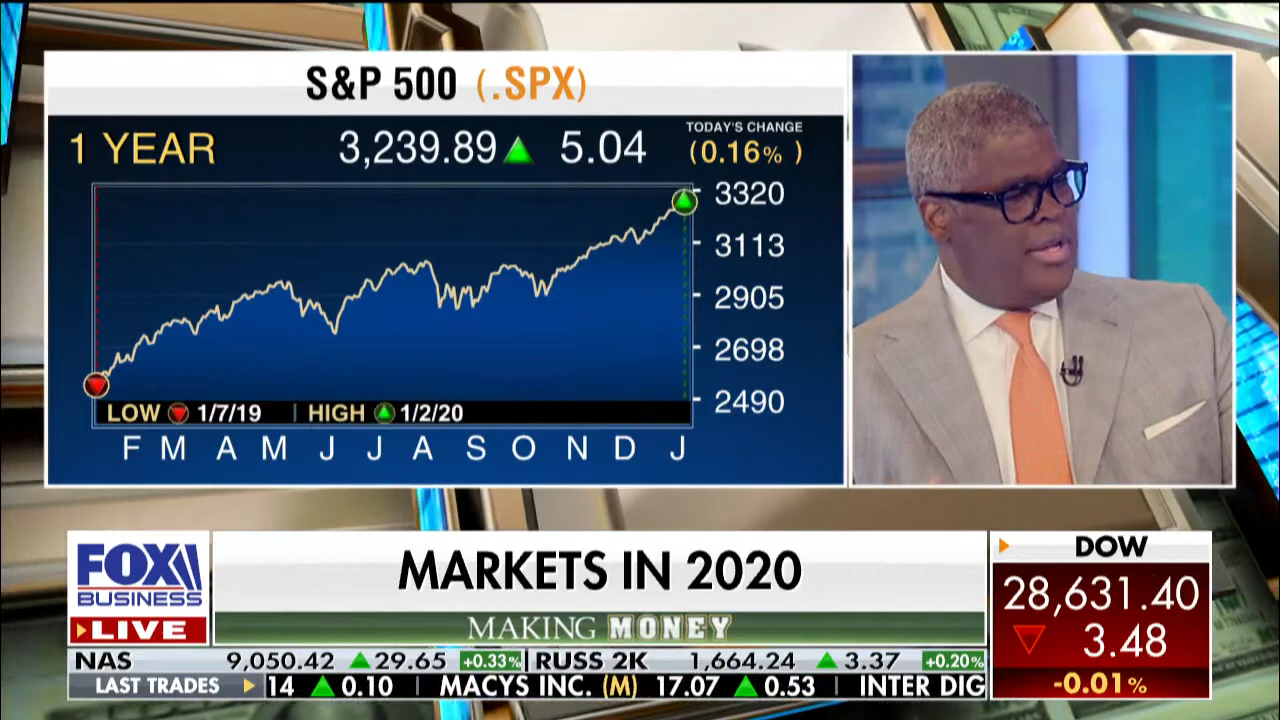 S&P 500 (.SPX)
1 YEAR 3,239.89 5.04 TODAY'S CHANGE (0.16% )
3320
3113
2905
2698
2490
LOW 1/7/19 | HIGH 1/2/20
F M A M J J A S O N D J
FOX BUSINESS
LIVE
MARKETS IN 2020
MAKING MONEY
DOW
28,631.40
3.48
-0.01%
NAS 9,050.42 29.65 +0.33% RUSS 2K 1,664.24 3.37 +0.20%
LAST TRADES 14 0.10 | MACYS INC. (M) 17.07 0.53 | INTER DIG